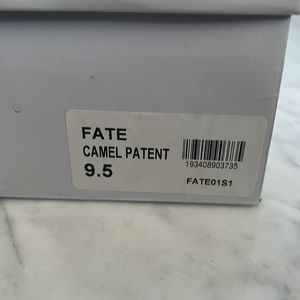 FATE
CAMEL PATENT
9.5
193408903735
FATE01S1